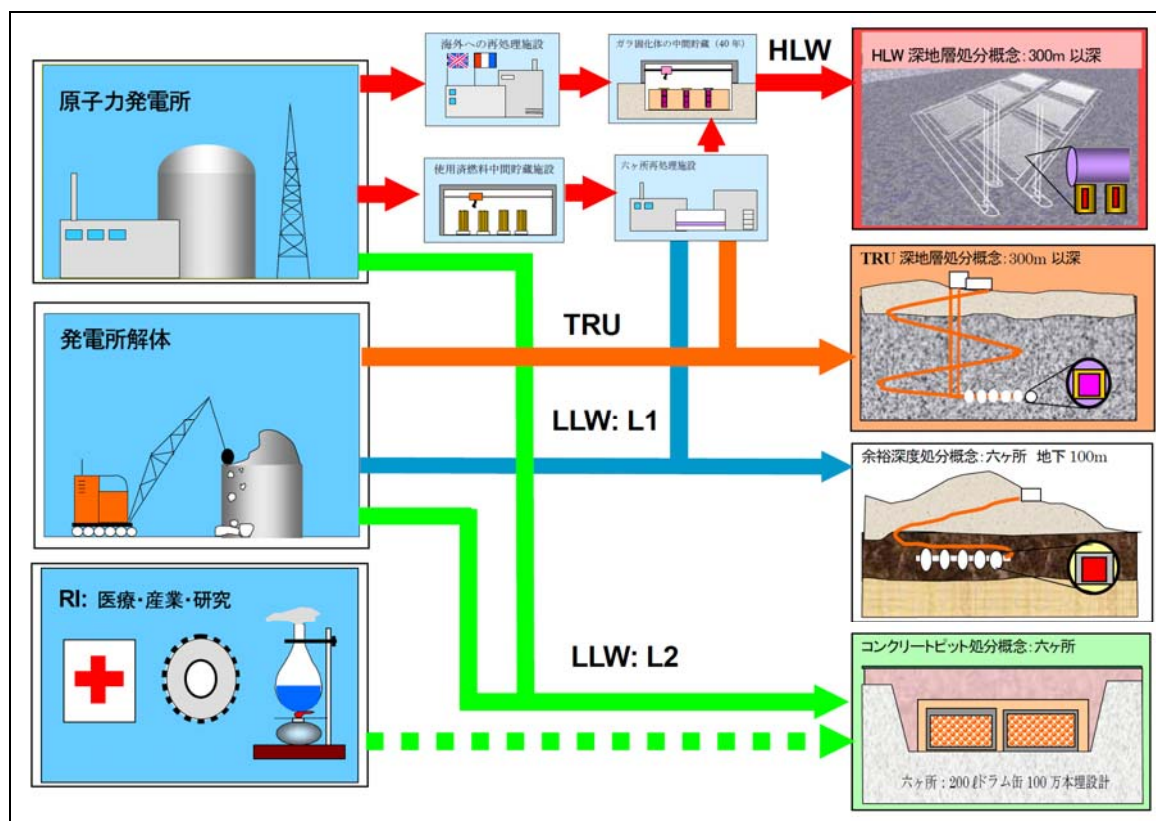 原子力発電所
海外への再処理施設
ガラ固化体の中間貯蔵（40年）
HLW
HLW 深地層処分概念：300m 以深
使用済燃料中間貯蔵施設
六ヶ所再処理施設
TRU 深地層処分概念：300m 以深
発電所解体
TRU
LLW: L1
余裕深度処分概念：六ヶ所 地下 100m
RI: 医療・産業・研究
LLW: L2
コンクリートピット処分概念：六ヶ所
六ヶ所：200ℓドラム缶 100 万本埋設計